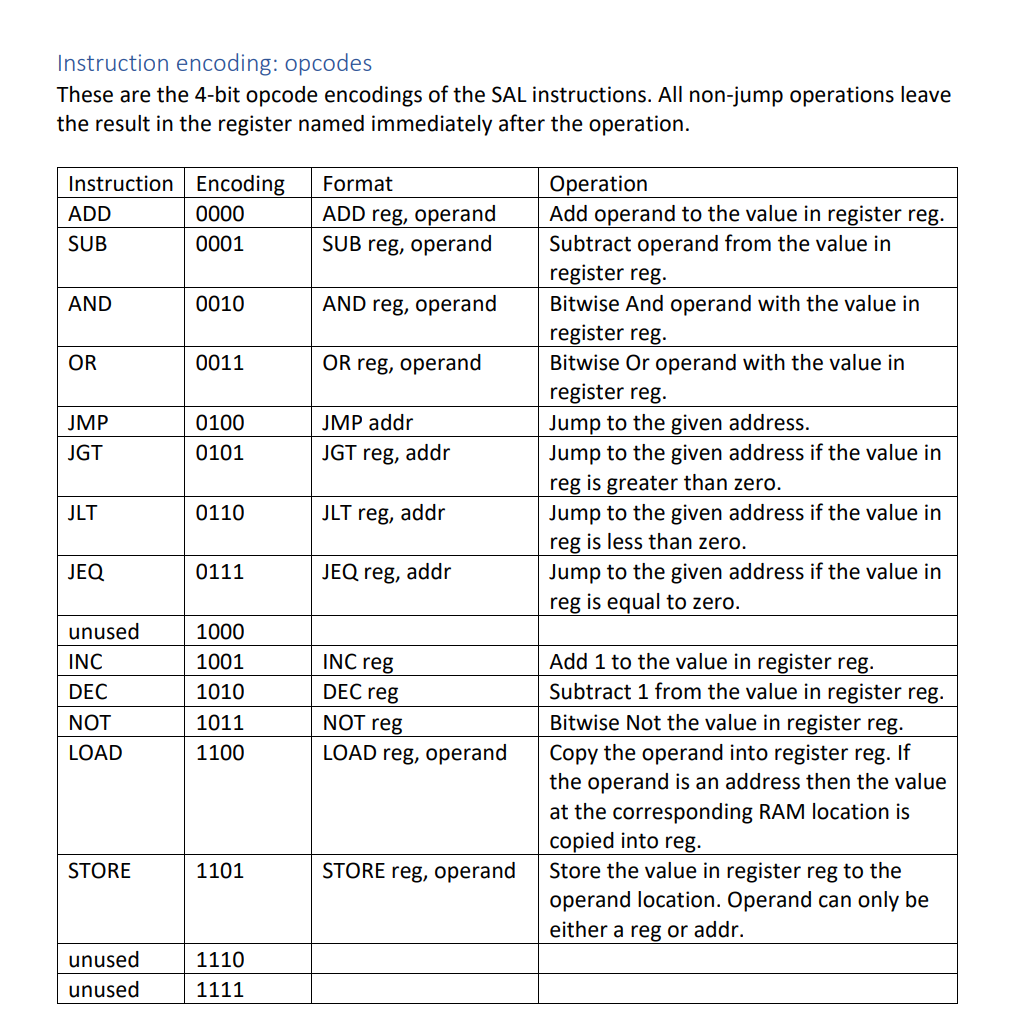 Instruction encoding: opcodes
These are the 4-bit opcode encodings of the SAL instructions. All non-jump operations leave
the result in the register named immediately after the operation.
Instruction Encoding Format Operation
ADD 0000 ADD reg, operand Add operand to the value in register reg.
SUB 0001 SUB reg, operand Subtract operand from the value in
register reg.
AND 0010 AND reg, operand Bitwise And operand with the value in
register reg.
OR 0011 OR reg, operand Bitwise Or operand with the value in
register reg.
JMP 0100 JMP addr Jump to the given address.
JGT 0101 JGT reg, addr Jump to the given address if the value in
reg is greater than zero.
JLT 0110 JLT reg, addr Jump to the given address if the value in
reg is less than zero.
JEQ 0111 JEQ reg, addr Jump to the given address if the value in
reg is equal to zero.
unused 1000
INC 1001 INC reg Add 1 to the value in register reg.
DEC 1010 DEC reg Subtract 1 from the value in register reg.
NOT 1011 NOT reg Bitwise Not the value in register reg.
LOAD 1100 LOAD reg, operand Copy the operand into register reg. If
the operand is an address then the value
at the corresponding RAM location is
copied into reg.
STORE 1101 STORE reg, operand Store the value in register reg to the
operand location. Operand can only be
either a reg or addr.
unused 1110
unused 1111